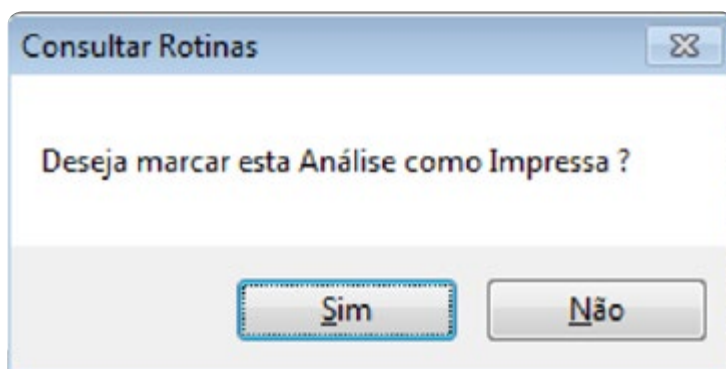 Consultar Rotinas
Deseja marcar esta Análise como Impressa ?
Sim Não